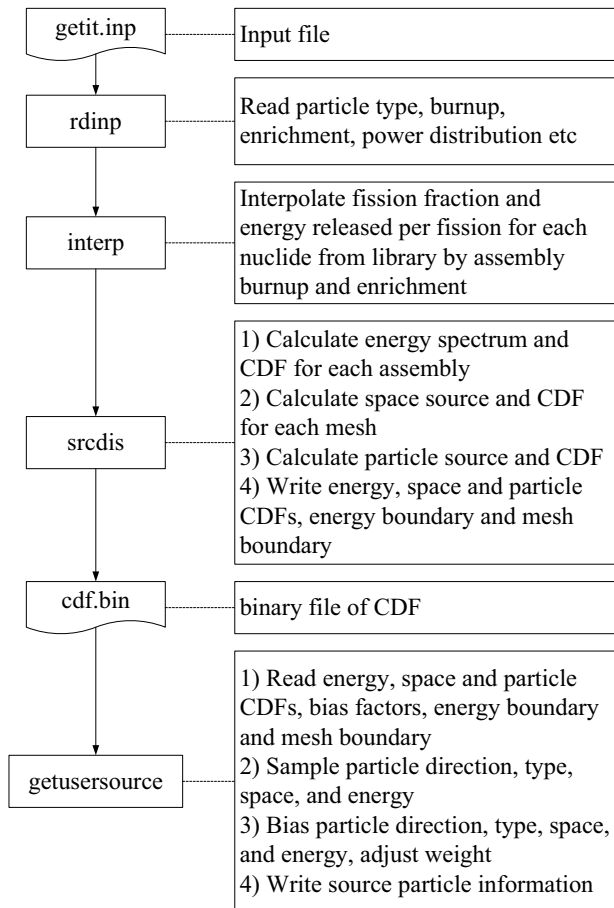 getit.inp
Input file
rdinp
Read particle type, burnup,
enrichment, power distribution etc
interp
Interpolate fission fraction and
energy released per fission for each
nuclide from library by assembly
burnup and enrichment
srcdis
1) Calculate energy spectrum and
CDF for each assembly
2) Calculate space source and CDF
for each mesh
3) Calculate particle source and CDF
4) Write energy, space and particle
CDFs, energy boundary and mesh
boundary
cdf.bin
binary file of CDF
getusersource
1) Read energy, space and particle
CDFs, bias factors, energy boundary
and mesh boundary
2) Sample particle direction, type,
space, and energy
3) Bias particle direction, type, space,
and energy, adjust weight
4) Write source particle information